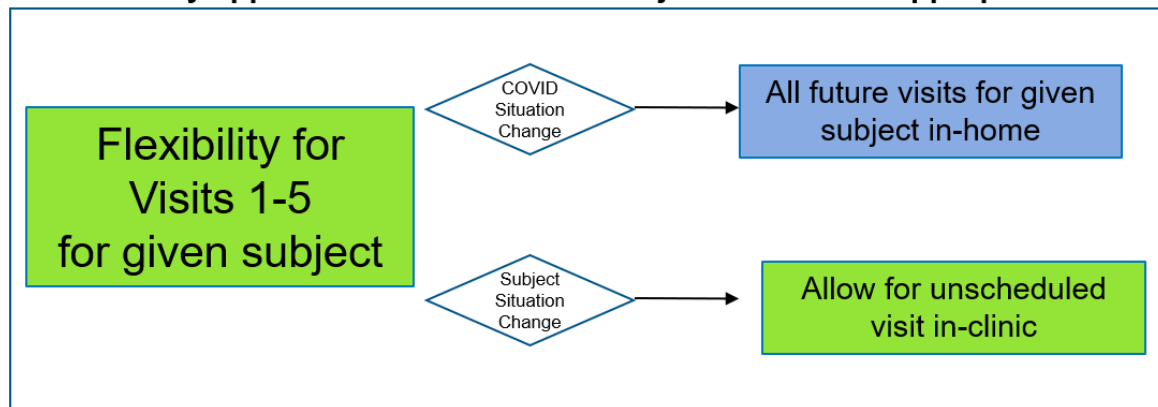 Flexibility for
Visits 1-5
for given subject
COVID
Situation
Change
All future visits for given
subject in-home
Subject
Situation
Change
Allow for unscheduled
visit in-clinic